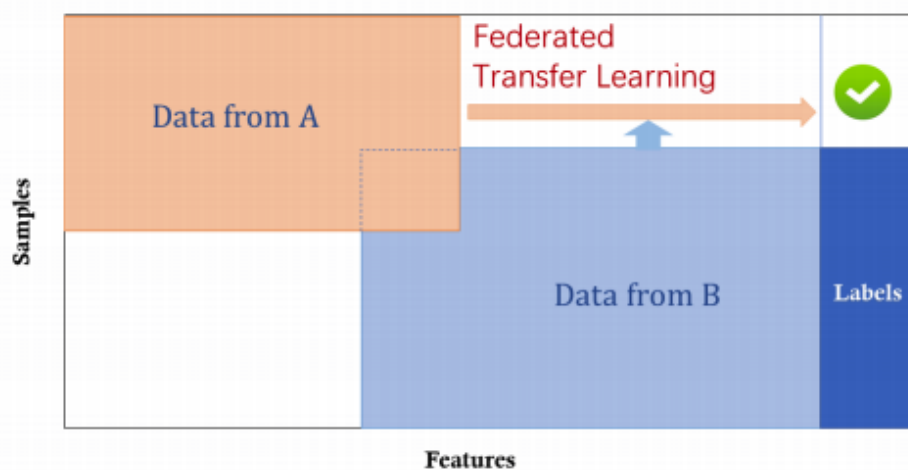 Federated
Transfer Learning
Data from A
Samples
Data from B
Labels
Features